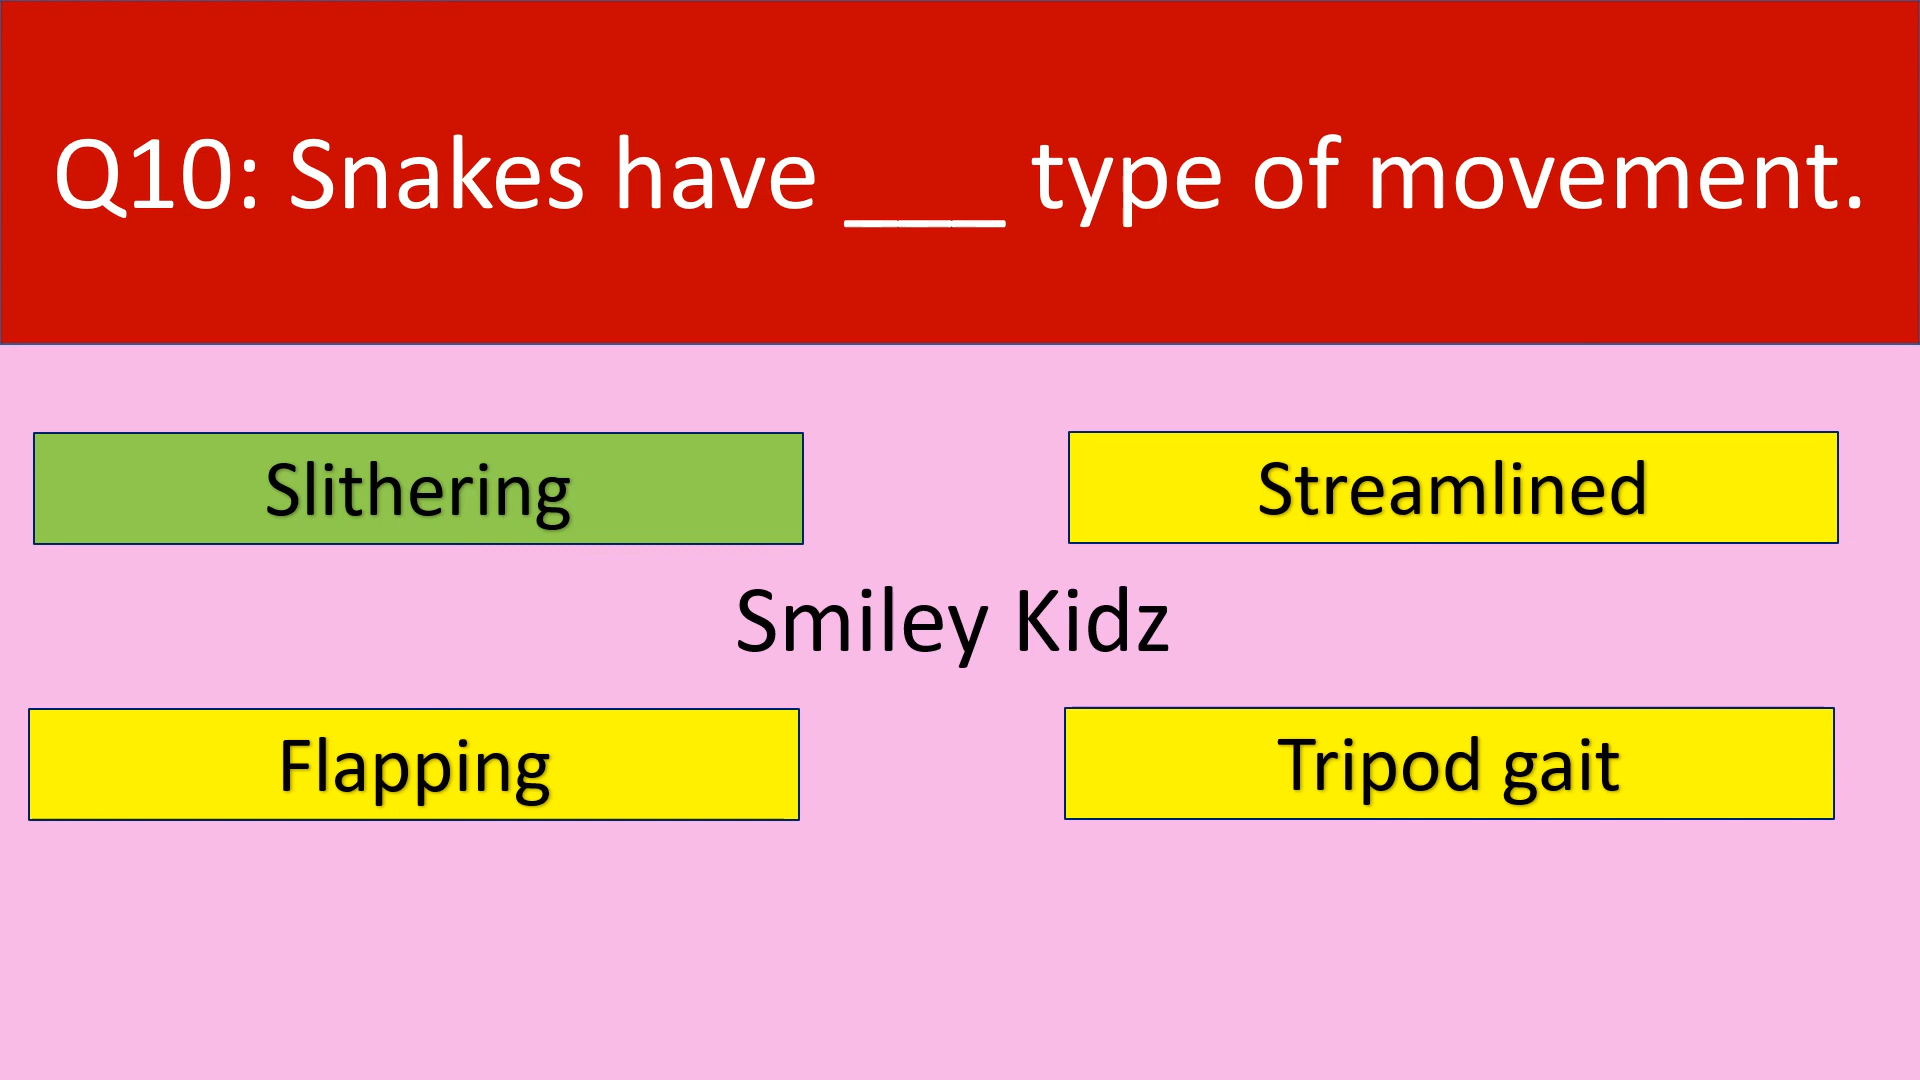 Q10: Snakes have ___ type of movement.
Slithering
Streamlined
Smiley Kidz
Flapping
Tripod gait